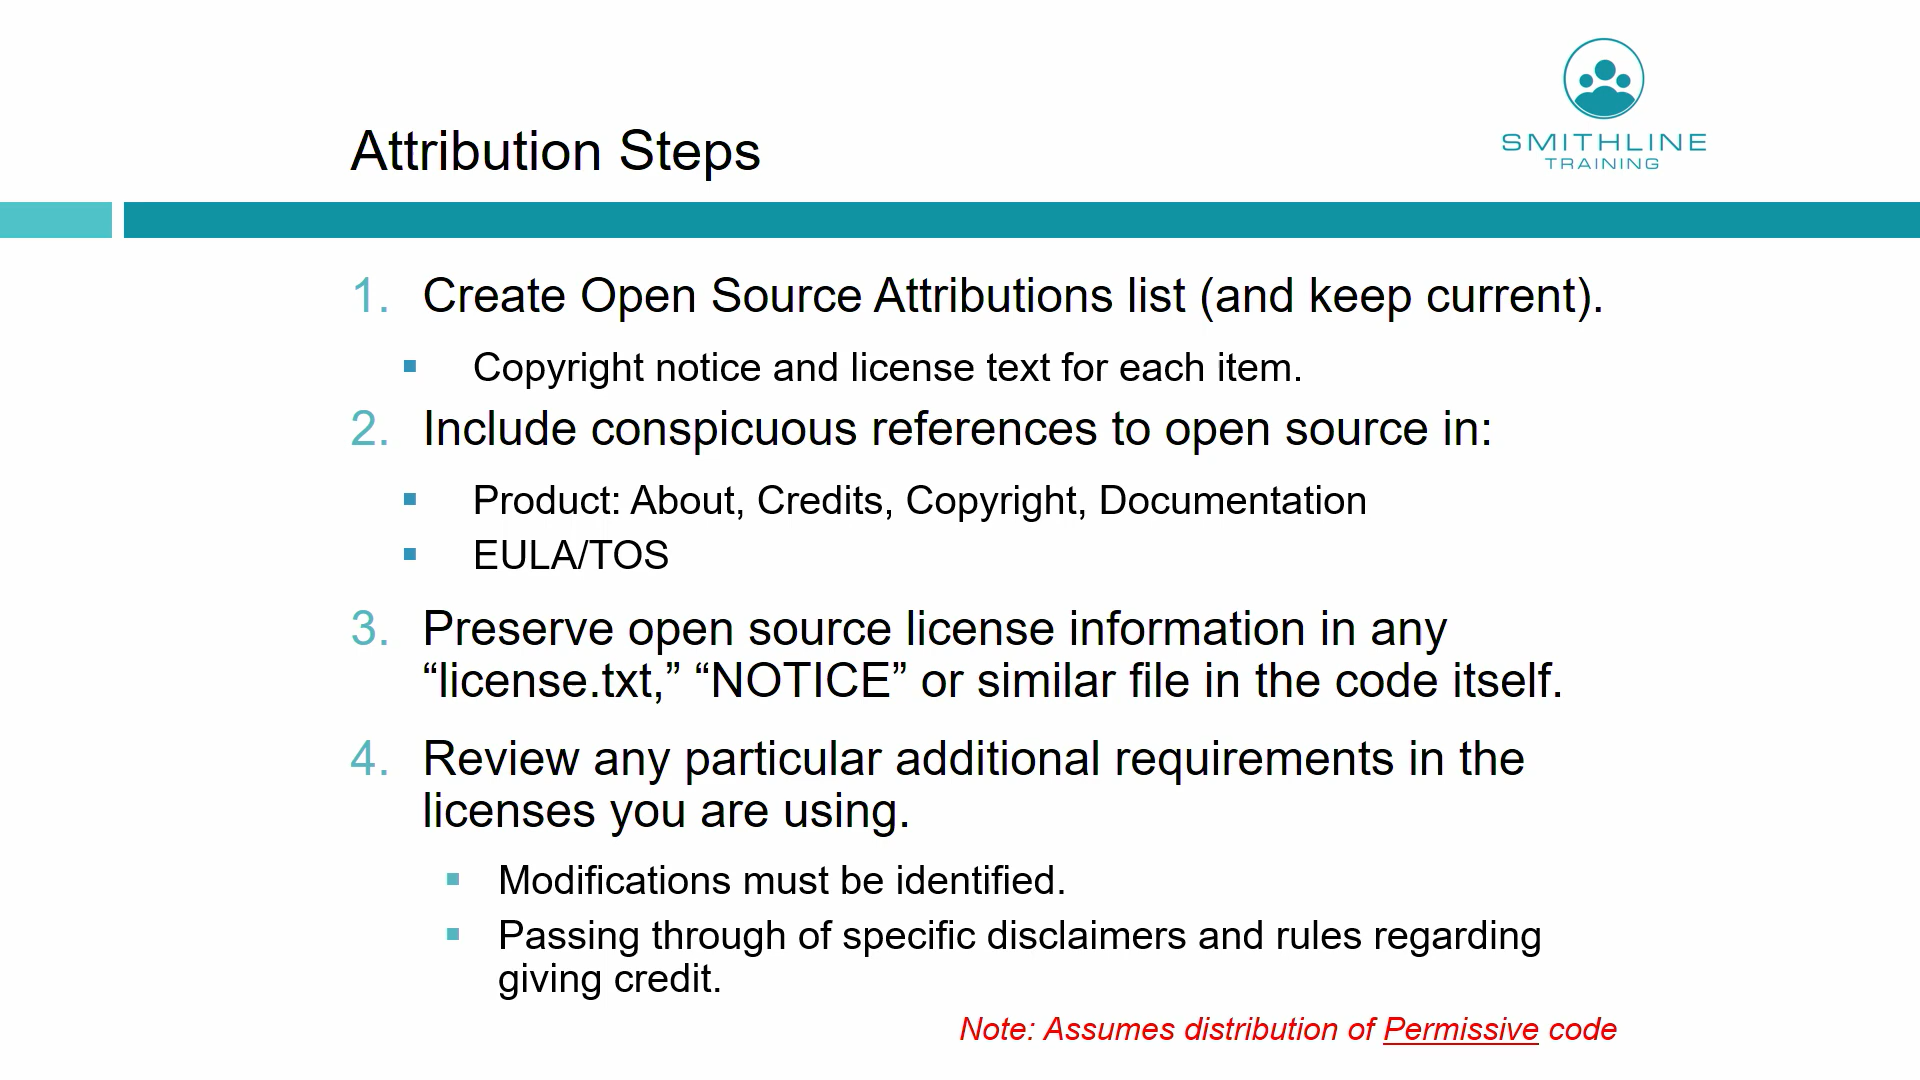 SMITHLINE
TRAINING
Attribution Steps
1. Create Open Source Attributions list (and keep current).
▪ Copyright notice and license text for each item.
2. Include conspicuous references to open source in:
▪ Product: About, Credits, Copyright, Documentation
▪ EULA/TOS
3. Preserve open source license information in any
“license.txt,” “NOTICE” or similar file in the code itself.
4. Review any particular additional requirements in the
licenses you are using.
▪ Modifications must be identified.
▪ Passing through of specific disclaimers and rules regarding
giving credit.
Note: Assumes distribution of Permissive code